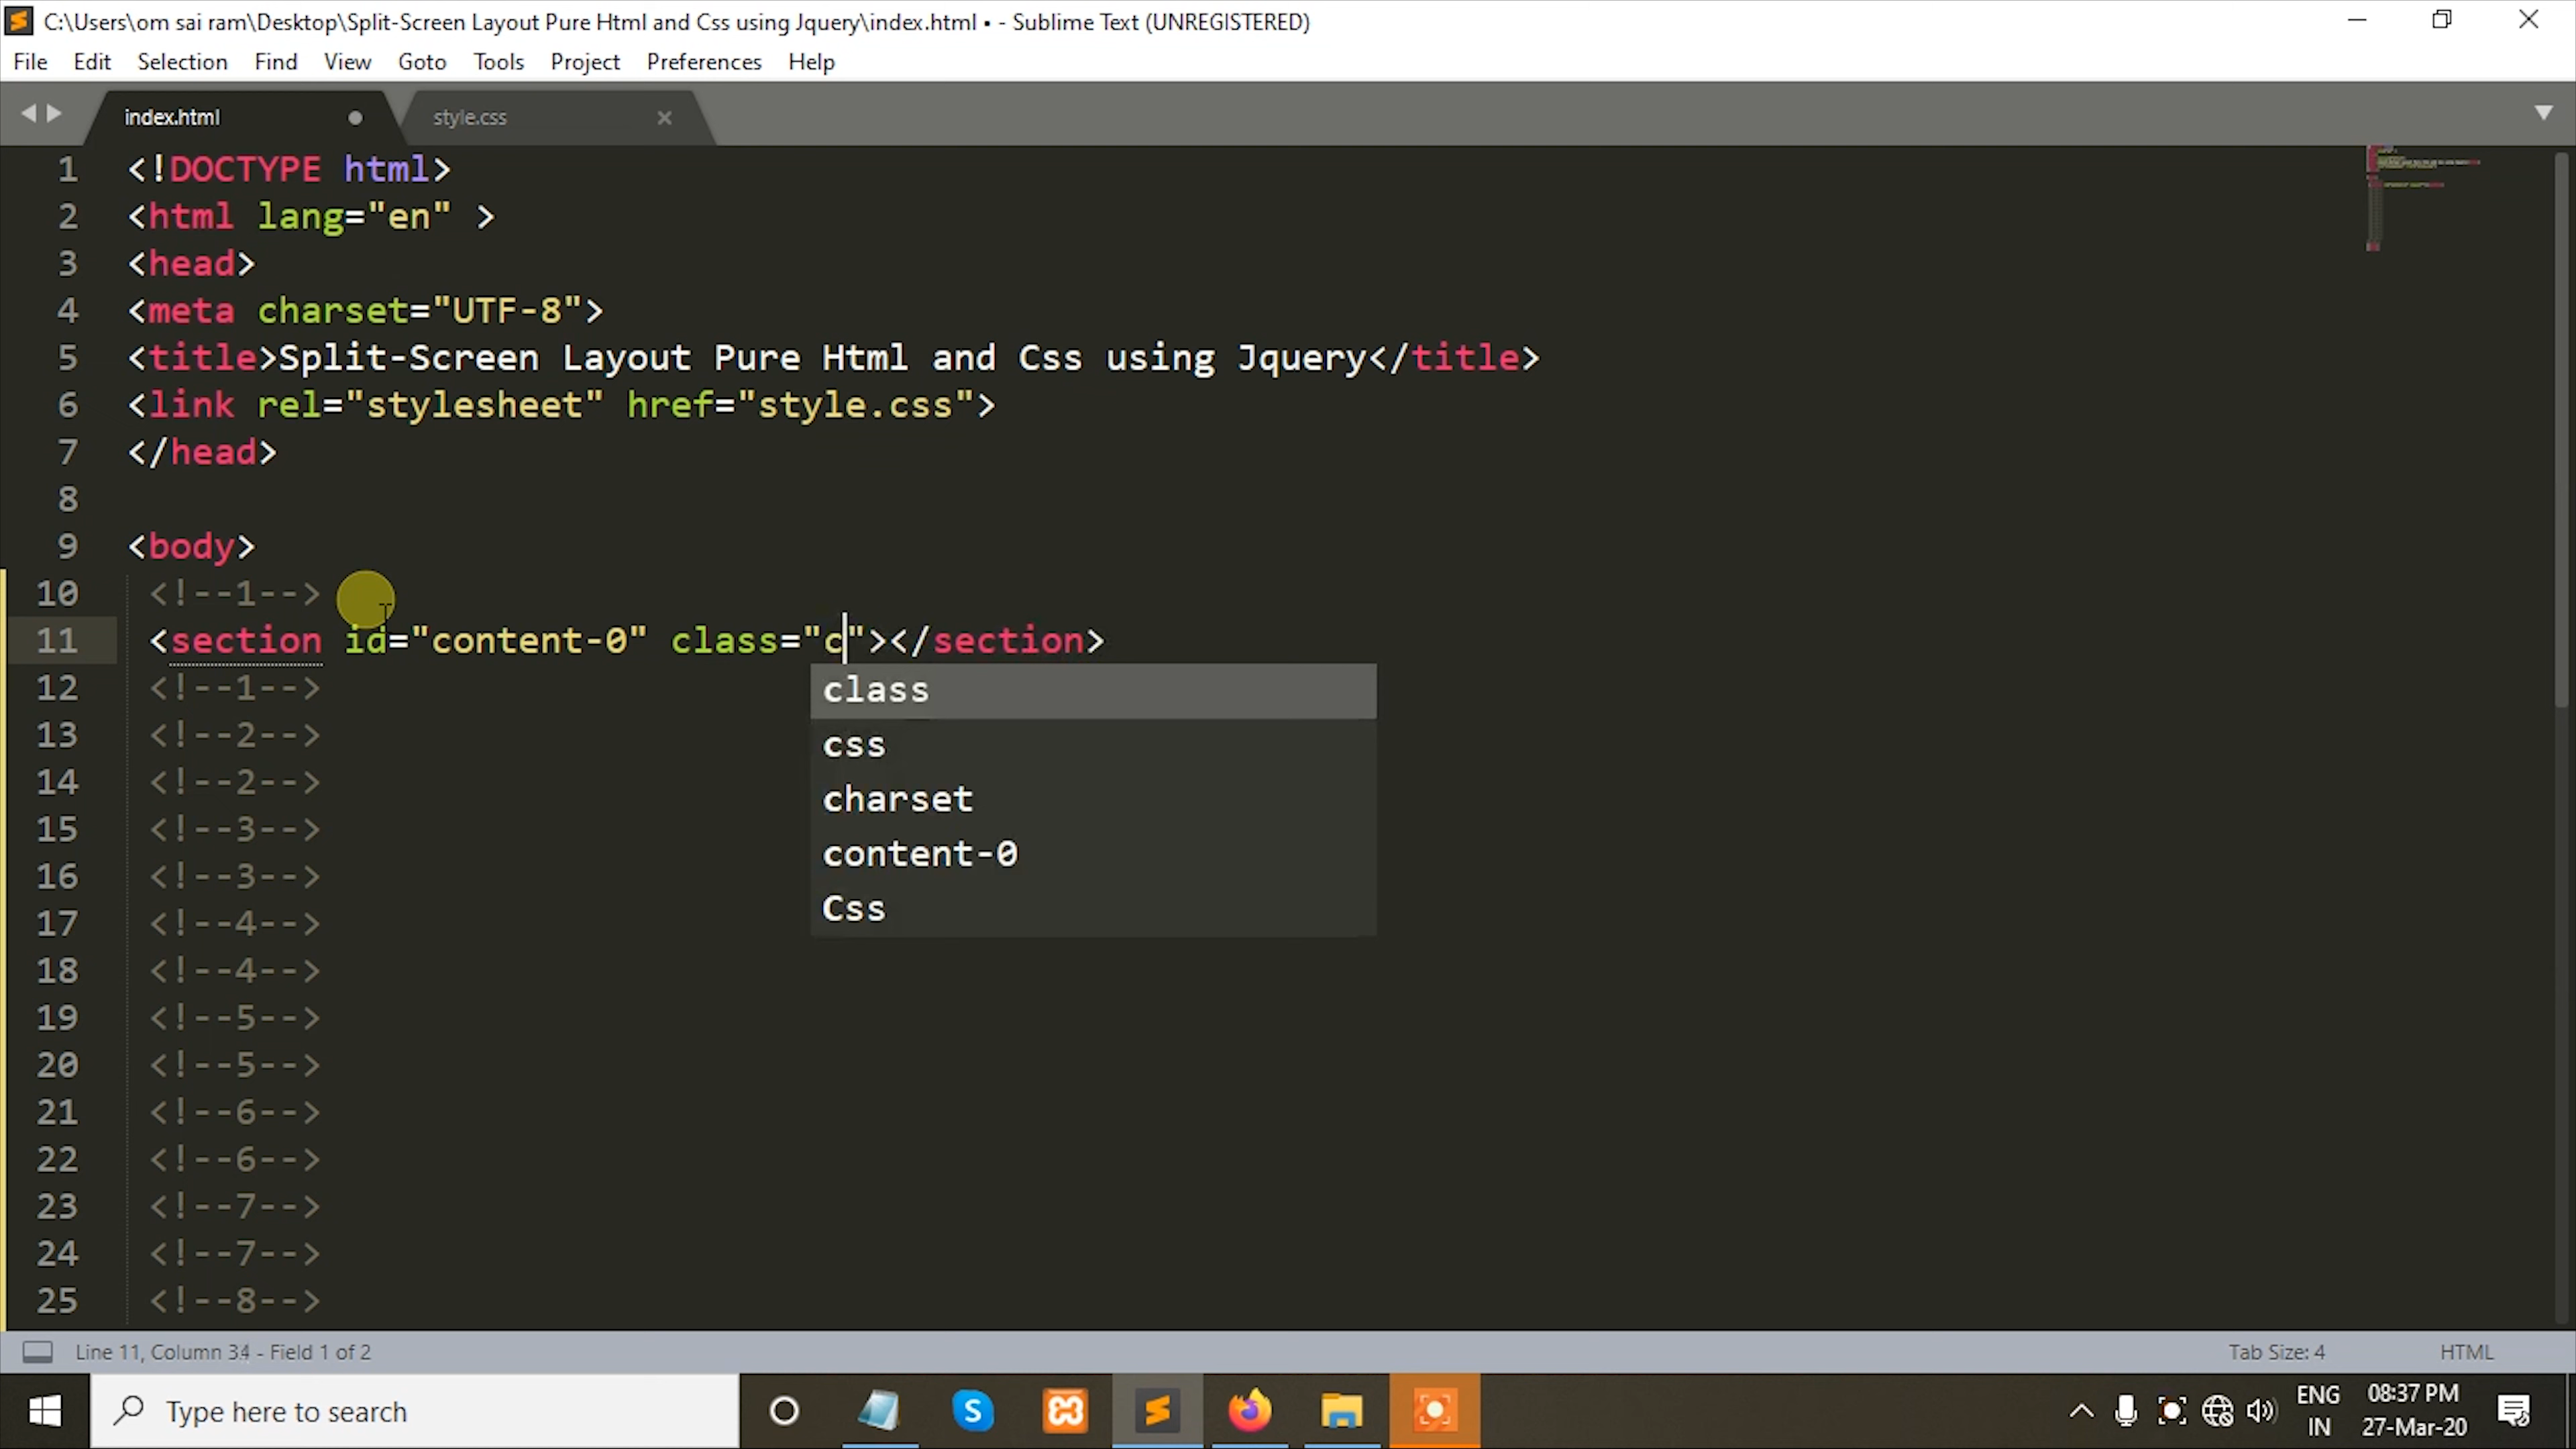 C:\Users\om sai ram\Desktop\Split-Screen Layout Pure Html and Css using Jquery\index.html • - Sublime Text (UNREGISTERED)
File Edit Selection Find View Goto Tools Project Preferences Help
index.html style.css
1 <!DOCTYPE html>
2 <html lang="en" >
3 <head>
4 <meta charset="UTF-8">
5 <title>Split-Screen Layout Pure Html and Css using Jquery</title>
6 <link rel="stylesheet" href="style.css">
7 </head>
8
9 <body>
10 <!--1-->
11 <section id="content-0" class="c"></section>
12 <!--1-->
class
13 <!--2-->
css
14 <!--2-->
charset
15 <!--3-->
content-0
16 <!--3-->
Css
17 <!--4-->
18 <!--4-->
19 <!--5-->
20 <!--5-->
21 <!--6-->
22 <!--6-->
23 <!--7-->
24 <!--7-->
25 <!--8-->
Line 11, Column 34 - Field 1 of 2 Tab Size: 4 HTML
Type here to search
ENG 08:37 PM
IN 27-Mar-20